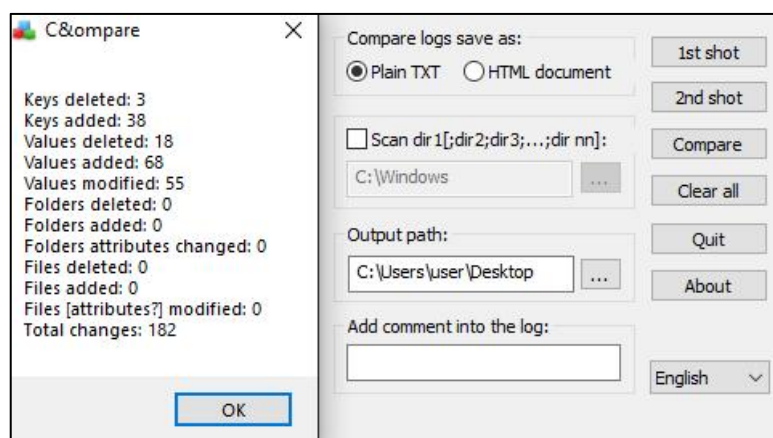 C&ompare
Keys deleted: 3
Keys added: 38
Values deleted: 18
Values added: 68
Values modified: 55
Folders deleted: 0
Folders added: 0
Folders attributes changed: 0
Files deleted: 0
Files added: 0
Files [attributes?] modified: 0
Total changes: 182
OK
Compare logs save as:
Plain TXT HTML document
Scan dir1[;dir2;dir3;...;dir nn]:
C:\Windows ...
Output path:
C:\Users\user\Desktop ...
Add comment into the log:
1st shot
2nd shot
Compare
Clear all
Quit
About
English